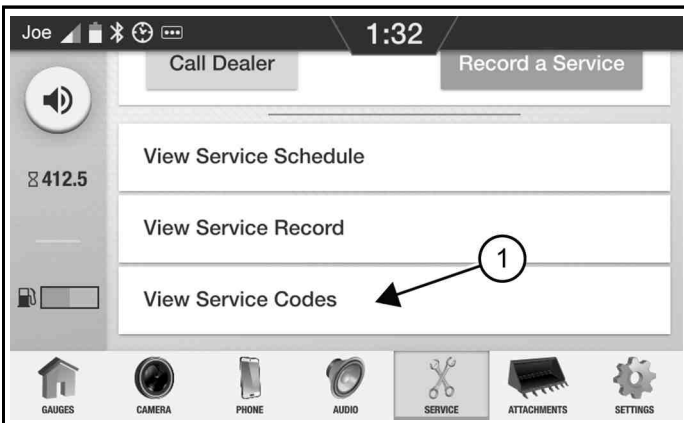 Joe 1:32
Call Dealer Record a Service
View Service Schedule
412.5
View Service Record
1
View Service Codes
GAUGES CAMERA PHONE AUDIO SERVICE ATTACHMENTS SETTINGS